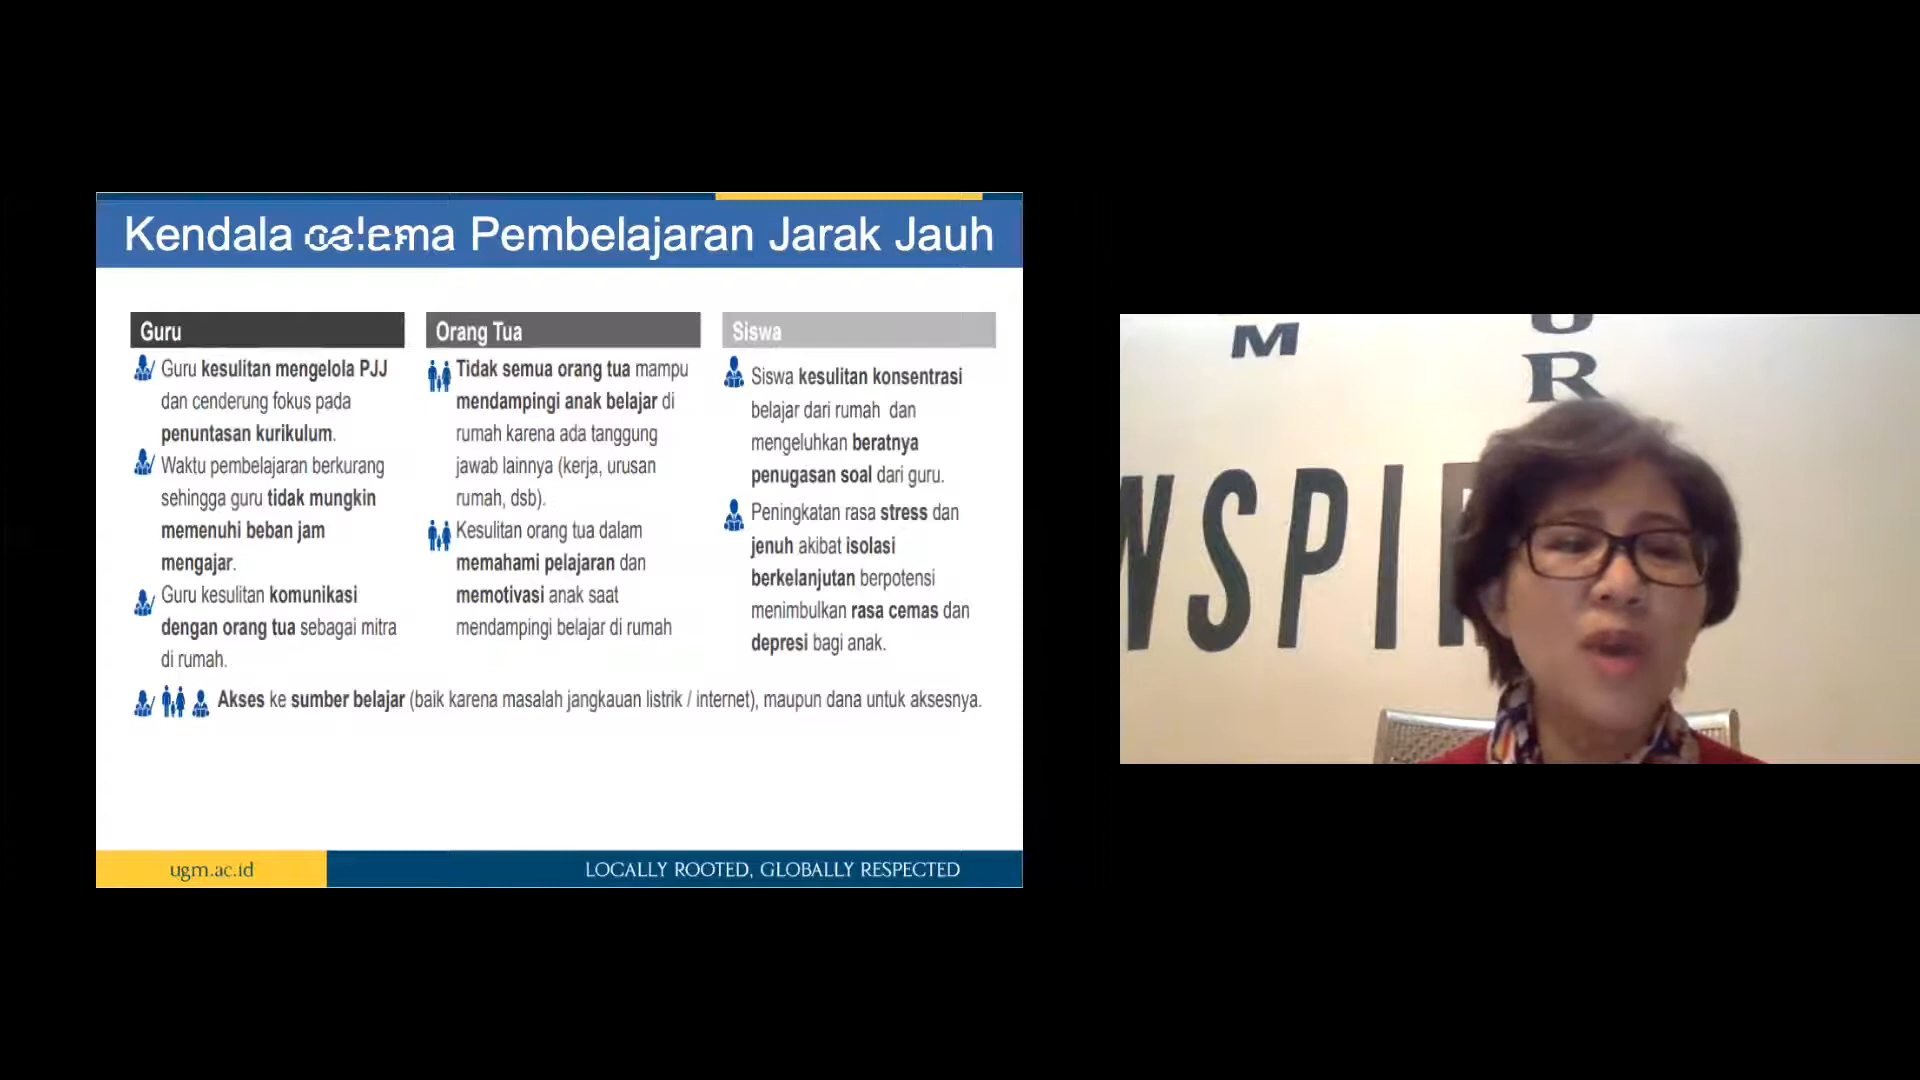 Kendala Pembelajaran Jarak Jauh
Guru
Guru kesulitan mengelola PJJ
dan cenderung fokus pada
penuntasan kurikulum.
Waktu pembelajaran berkurang
sehingga guru tidak mungkin
memenuhi beban jam
mengajar.
Guru kesulitan komunikasi
dengan orang tua sebagai mitra
di rumah.
Orang Tua
Tidak semua orang tua mampu
mendampingi anak belajar di
rumah karena ada tanggung
jawab lainnya (kerja, urusan
rumah, dsb).
Kesulitan orang tua dalam
memahami pelajaran dan
memotivasi anak saat
mendampingi belajar di rumah
Siswa
Siswa kesulitan konsentrasi
belajar dari rumah dan
mengeluhkan beratnya
penugasan soal dari guru.
Peningkatan rasa stress dan
jenuh akibat isolasi
berkelanjutan berpotensi
menimbulkan rasa cemas dan
depresi bagi anak.
Akses ke sumber belajar (baik karena masalah jangkauan listrik / internet), maupun dana untuk aksesnya.
ugm.ac.id
LOCALLY ROOTED, GLOBALLY RESPECTED
M
R